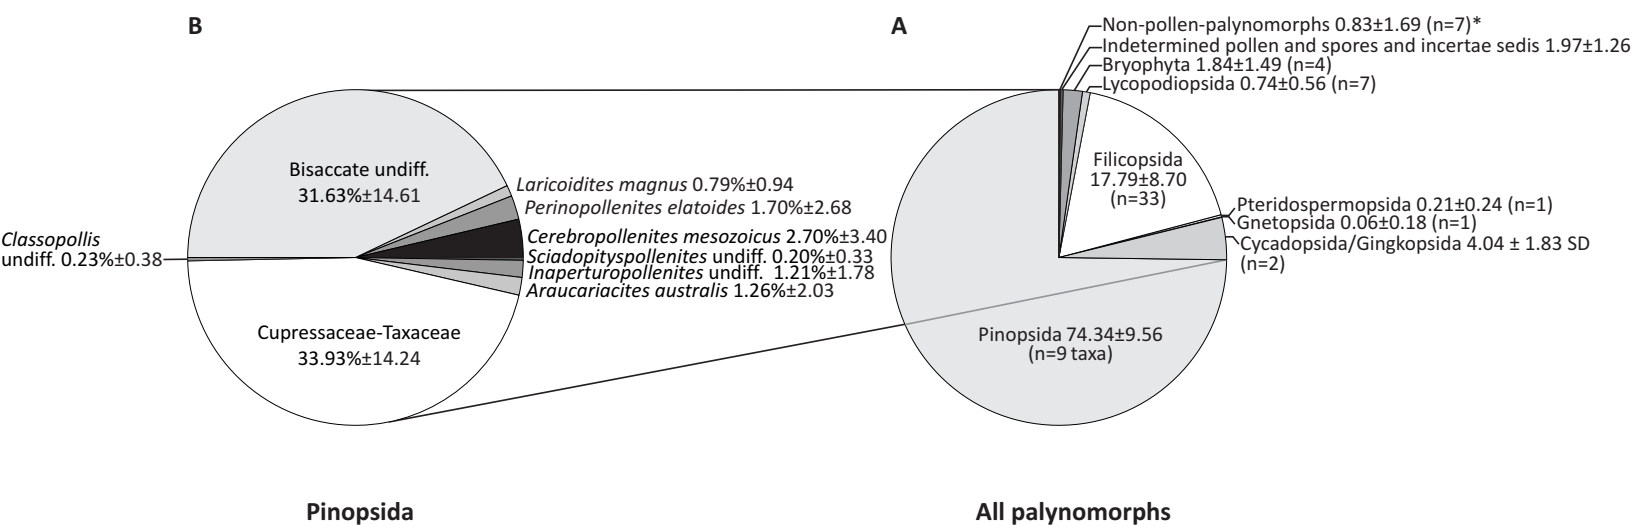 B
Bisaccate undiff.
31.63%±14.61
Laricoidites magnus 0.79%±0.94
Perinopollenites elatoides 1.70%±2.68
Cerebropollenites mesozoicus 2.70%±3.40
Sciadopityspollenites undiff. 0.20%±0.33
Inaperturopollenites undiff. 1.21%±1.78
Araucariacites australis 1.26%±2.03
Classopollis
undiff. 0.23%±0.38
Cupressaceae-Taxaceae
33.93%±14.24
Pinopsida
A
Non-pollen-palynomorphs 0.83±1.69 (n=7)*
Indetermined pollen and spores and incertae sedis 1.97±1.26
Bryophyta 1.84±1.49 (n=4)
Lycopodiopsida 0.74±0.56 (n=7)
Filicopsida
17.79±8.70
(n=33)
Pteridospermopsida 0.21±0.24 (n=1)
Gnetopsida 0.06±0.18 (n=1)
Cycadopsida/Gingkopsida 4.04 ± 1.83 SD
(n=2)
Pinopsida 74.34±9.56
(n=9 taxa)
All palynomorphs